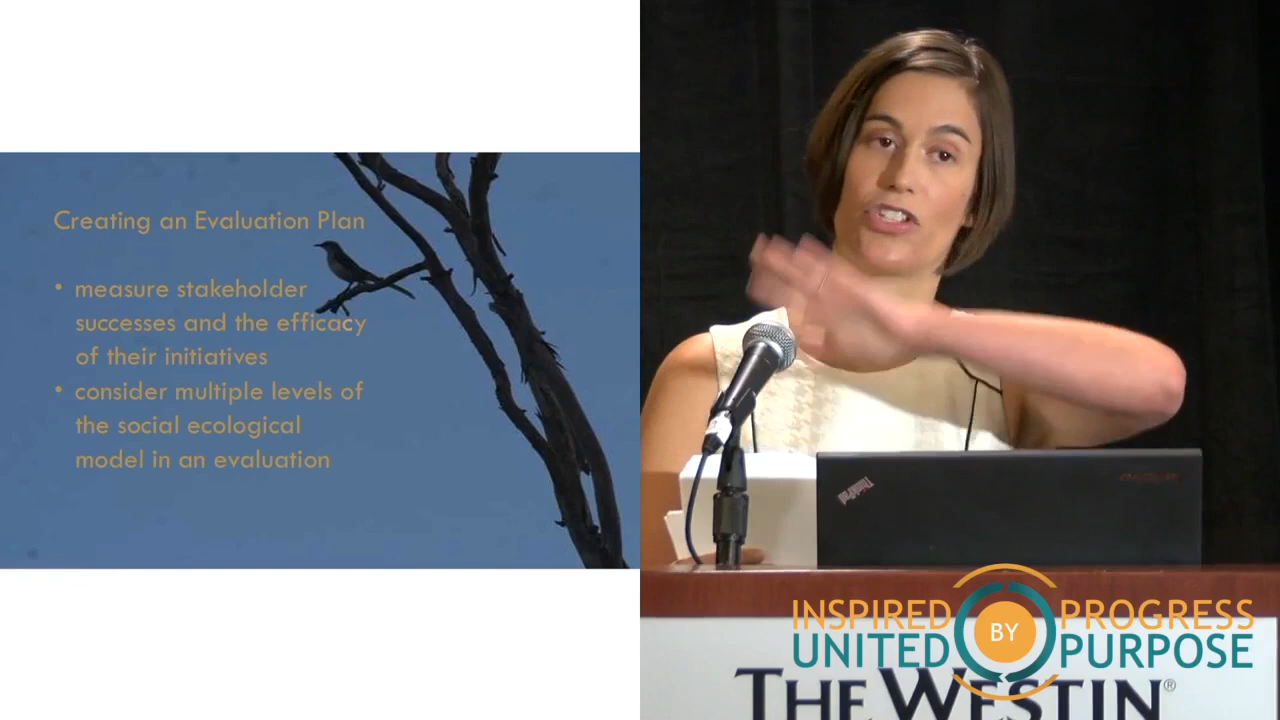 Creating an Evaluation Plan
• measure stakeholder
successes and the efficacy
of their initiatives
• consider multiple levels of
the social ecological
model in an evaluation
ThinkPad
INSPIRED BY PROGRESS
UNITED PURPOSE
THE WESTIN®